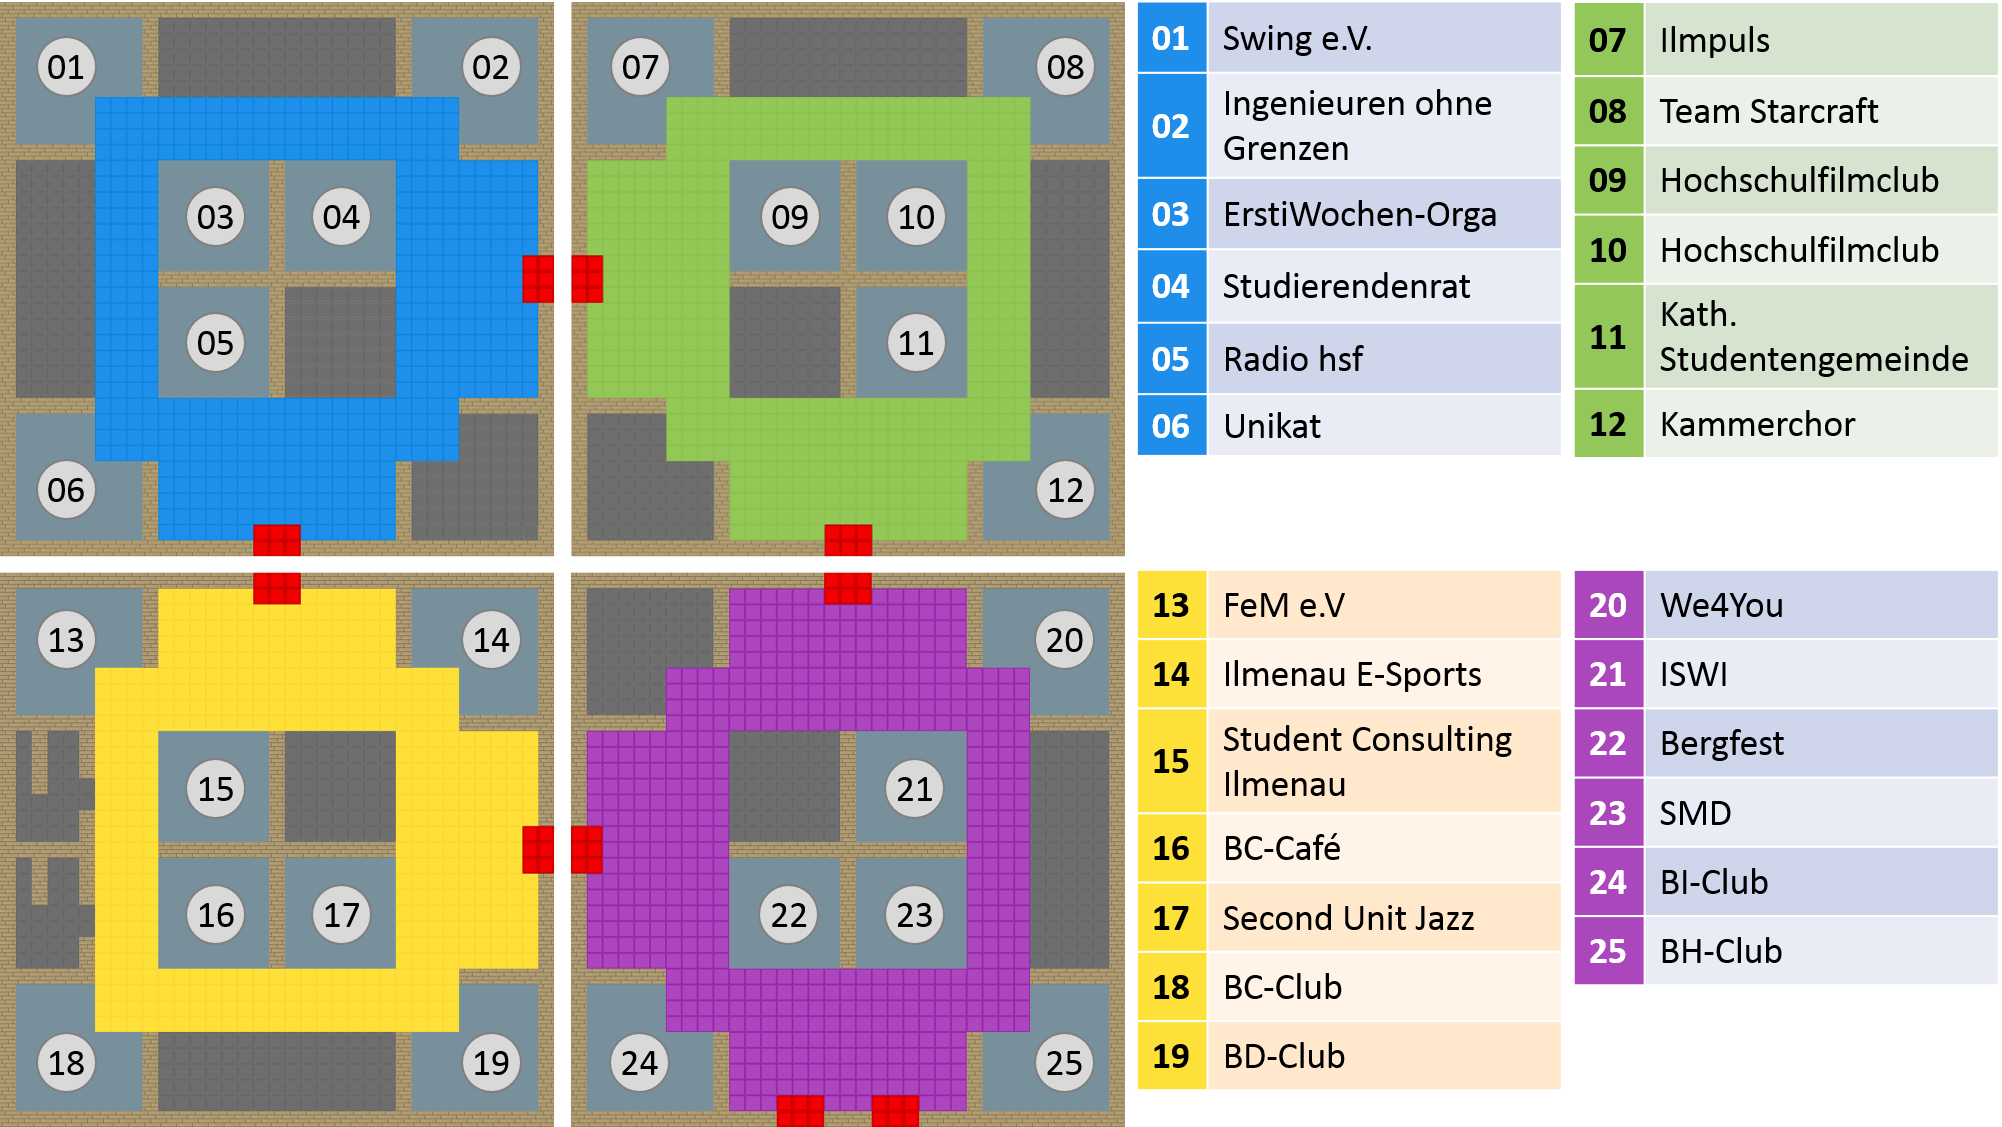 01
02
03
04
05
06
07
08
09
10
11
12
01 Swing e.V.
02 Ingenieuren ohne
Grenzen
03 ErstiWochen-Orga
04 Studierendenrat
05 Radio hsf
06 Unikat
07 Ilmpuls
08 Team Starcraft
09 Hochschulfilmclub
10 Hochschulfilmclub
11 Kath.
Studentengemeinde
12 Kammerchor
13
14
15
16
17
18
19
20
21
22
23
24
25
13 FeM e.V
14 Ilmenau E-Sports
15 Student Consulting
Ilmenau
16 BC-Café
17 Second Unit Jazz
18 BC-Club
19 BD-Club
20 We4You
21 ISWI
22 Bergfest
23 SMD
24 BI-Club
25 BH-Club